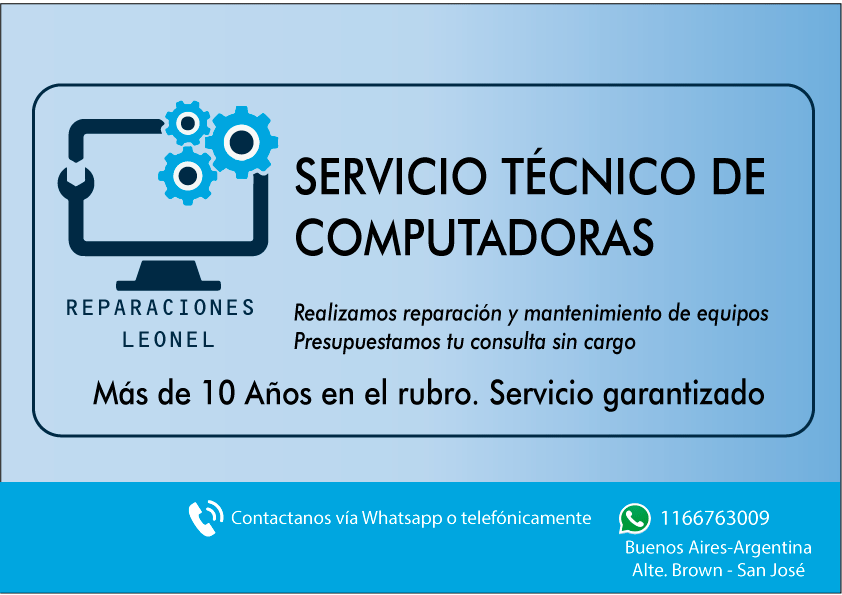 SERVICIO TÉCNICO DE
COMPUTADORAS
REPARACIONES
LEONEL
Realizamos reparación y mantenimiento de equipos
Presupuestamos tu consulta sin cargo
Más de 10 Años en el rubro. Servicio garantizado
Contactanos vía Whatsapp o telefónicamente
1166763009
Buenos Aires-Argentina
Alte. Brown - San José